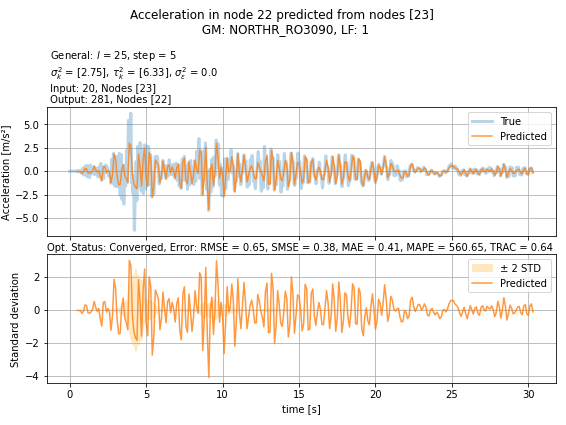 Acceleration in node 22 predicted from nodes [23]
GM: NORTHR_RO3090, LF: 1
General: l = 25, step = 5
σ²ₖ = [2.75], τ²ₖ = [6.33], σ²ε = 0.0
Input: 20, Nodes [23]
Output: 281, Nodes [22]
Acceleration [m/s²]
5.0
2.5
0.0
−2.5
−5.0
True
Predicted
Opt. Status: Converged, Error: RMSE = 0.65, SMSE = 0.38, MAE = 0.41, MAPE = 560.65, TRAC = 0.64
Standard deviation
2
0
−2
−4
± 2 STD
Predicted
0
5
10
15
20
25
30
time [s]